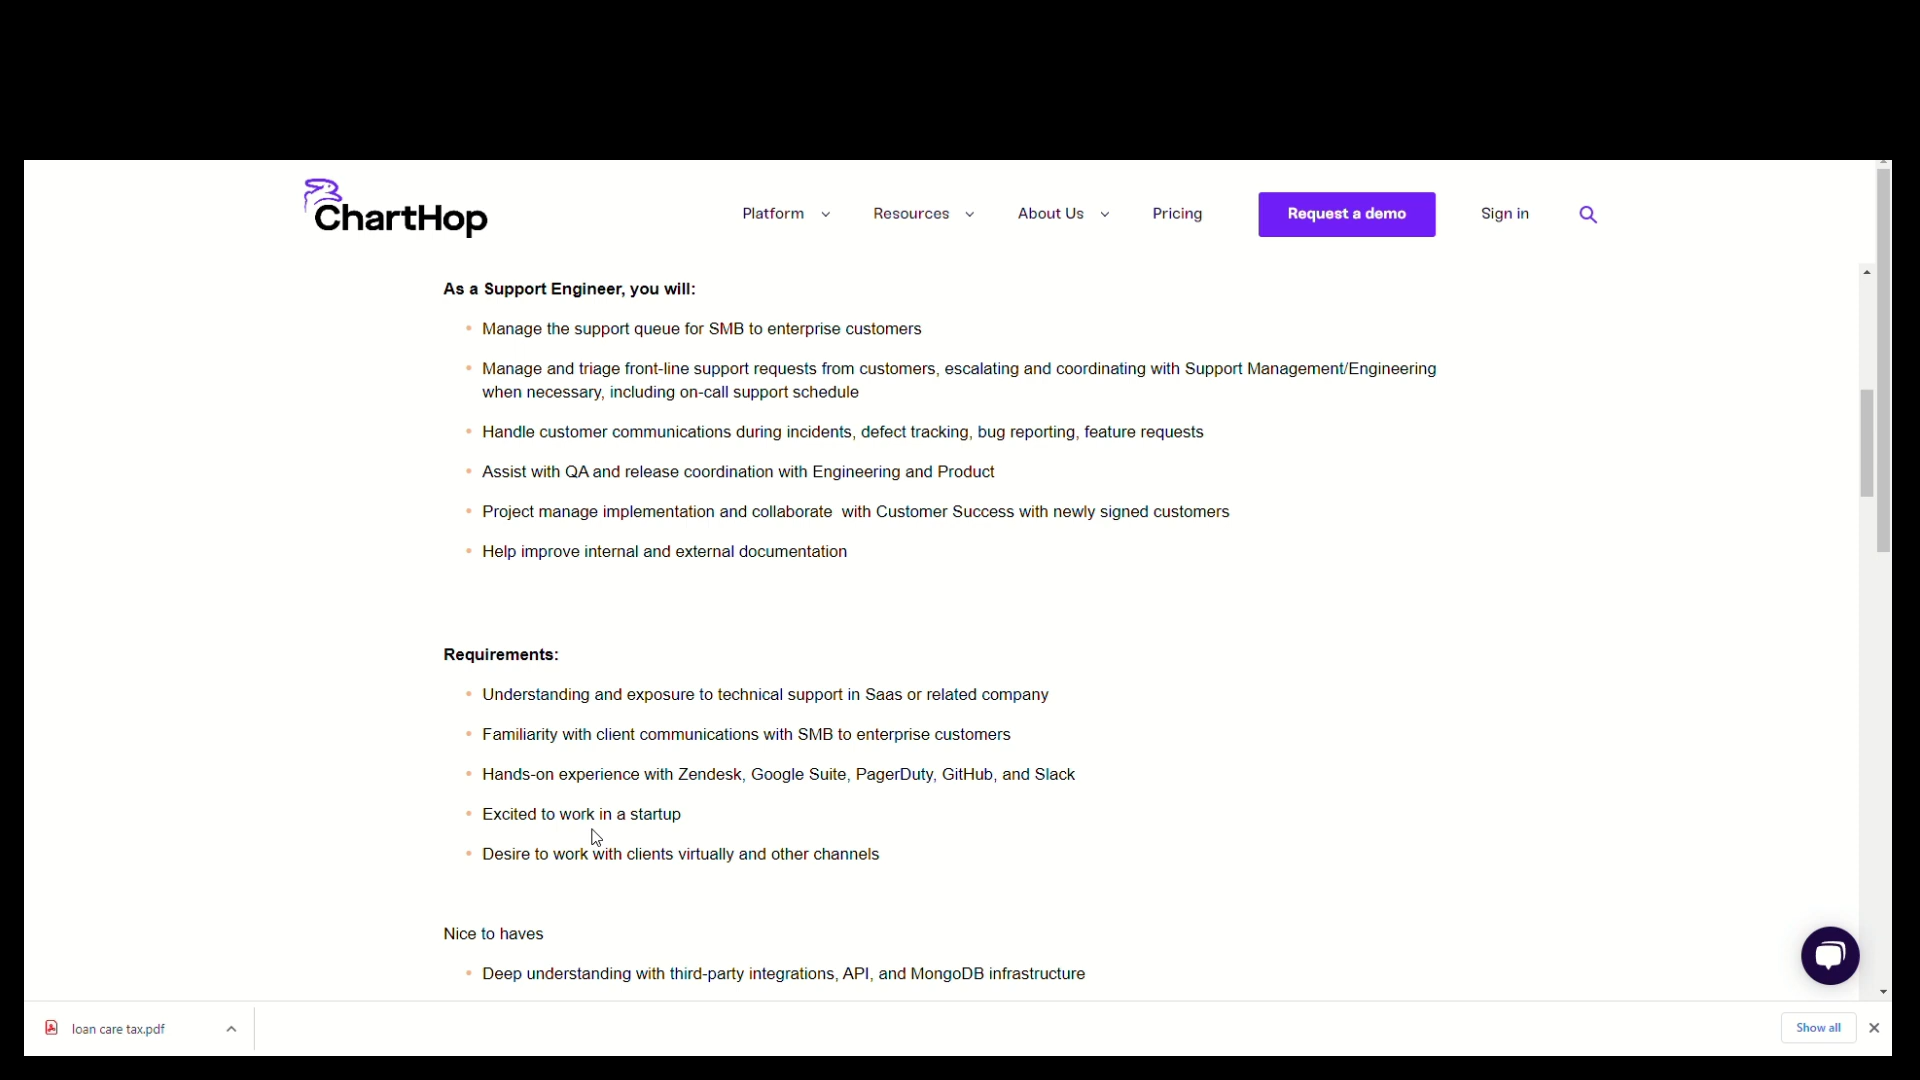 ChartHop
Platform
Resources
About Us
Pricing
Request a demo
Sign in
As a Support Engineer, you will:
• Manage the support queue for SMB to enterprise customers
• Manage and triage front-line support requests from customers, escalating and coordinating with Support Management/Engineering
when necessary, including on-call support schedule
• Handle customer communications during incidents, defect tracking, bug reporting, feature requests
• Assist with QA and release coordination with Engineering and Product
• Project manage implementation and collaborate with Customer Success with newly signed customers
• Help improve internal and external documentation
Requirements:
• Understanding and exposure to technical support in Saas or related company
• Familiarity with client communications with SMB to enterprise customers
• Hands-on experience with Zendesk, Google Suite, PagerDuty, GitHub, and Slack
• Excited to work in a startup
• Desire to work with clients virtually and other channels
Nice to haves
• Deep understanding with third-party integrations, API, and MongoDB infrastructure
loan care tax.pdf
Show all